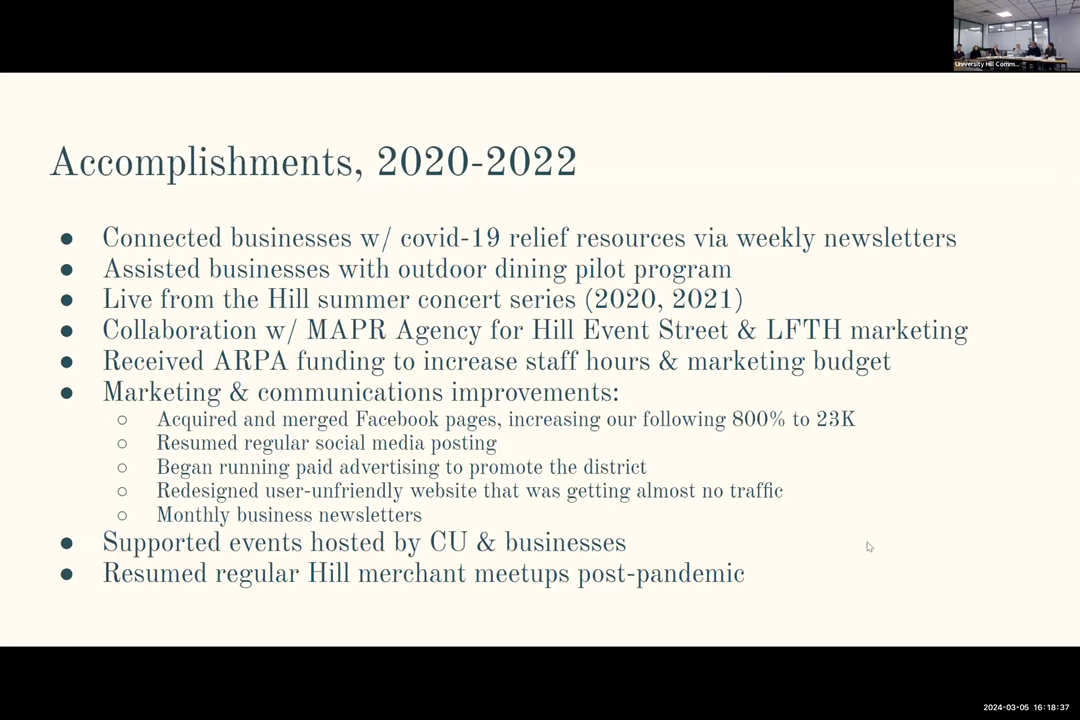 University Hill Comm...
Accomplishments, 2020-2022
● Connected businesses w/ covid-19 relief resources via weekly newsletters
● Assisted businesses with outdoor dining pilot program
● Live from the Hill summer concert series (2020, 2021)
● Collaboration w/ MAPR Agency for Hill Event Street & LFTH marketing
● Received ARPA funding to increase staff hours & marketing budget
● Marketing & communications improvements:
○ Acquired and merged Facebook pages, increasing our following 800% to 23K
○ Resumed regular social media posting
○ Began running paid advertising to promote the district
○ Redesigned user-unfriendly website that was getting almost no traffic
○ Monthly business newsletters
● Supported events hosted by CU & businesses
● Resumed regular Hill merchant meetups post-pandemic
2024-03-05 16:18:37